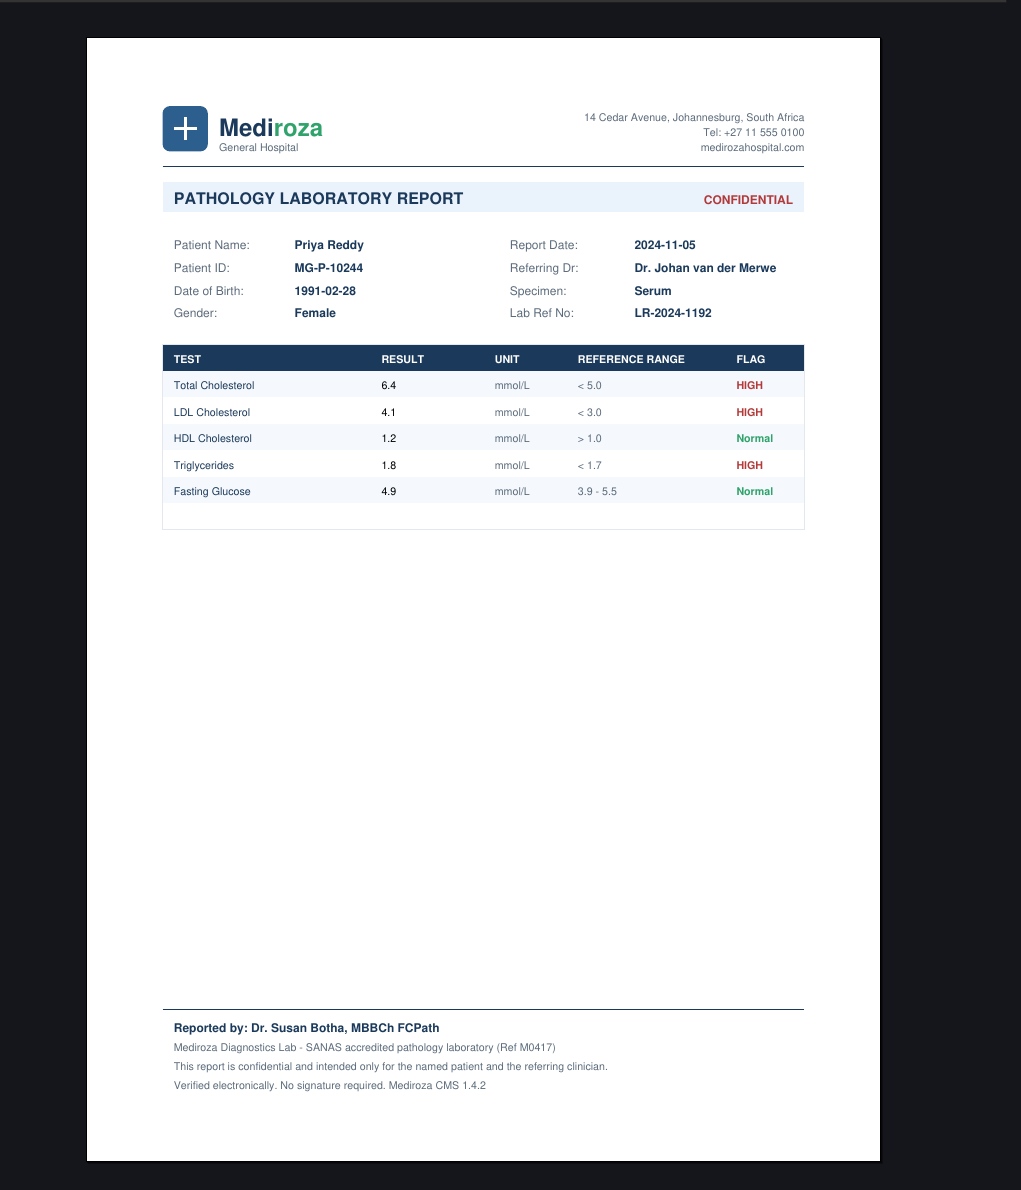 Mediroza
General Hospital
14 Cedar Avenue, Johannesburg, South Africa
Tel: +27 11 555 0100
medirozahospital.com
PATHOLOGY LABORATORY REPORT CONFIDENTIAL
Patient Name: Priya Reddy Report Date: 2024-11-05
Patient ID: MG-P-10244 Referring Dr: Dr. Johan van der Merwe
Date of Birth: 1991-02-28 Specimen: Serum
Gender: Female Lab Ref No: LR-2024-1192
TEST RESULT UNIT REFERENCE RANGE FLAG
Total Cholesterol 6.4 mmol/L < 5.0 HIGH
LDL Cholesterol 4.1 mmol/L < 3.0 HIGH
HDL Cholesterol 1.2 mmol/L > 1.0 Normal
Triglycerides 1.8 mmol/L < 1.7 HIGH
Fasting Glucose 4.9 mmol/L 3.9 - 5.5 Normal
Reported by: Dr. Susan Botha, MBBCh FCPath
Mediroza Diagnostics Lab - SANAS accredited pathology laboratory (Ref M0417)
This report is confidential and intended only for the named patient and the referring clinician.
Verified electronically. No signature required. Mediroza CMS 1.4.2